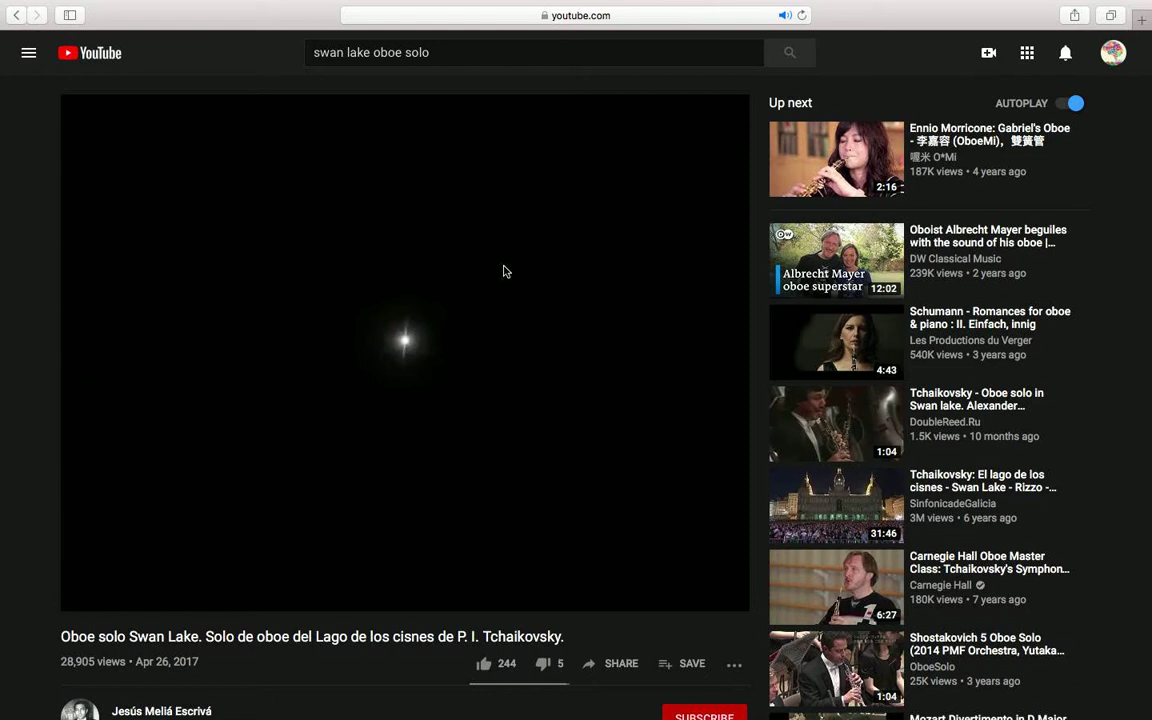 youtube.com
YouTube
swan lake oboe solo
Up next
AUTOPLAY
2:16
Ennio Morricone: Gabriel's Oboe
- 李嘉容 (OboeMi)，雙簧管
喔米 O*Mi
187K views • 4 years ago
DW
Albrecht Mayer
oboe superstar
12:02
Oboist Albrecht Mayer beguiles
with the sound of his oboe |...
DW Classical Music
239K views • 2 years ago
4:43
Schumann - Romances for oboe
& piano : II. Einfach, innig
Les Productions du Verger
540K views • 3 years ago
1:04
Tchaikovsky - Oboe solo in
Swan lake. Alexander...
DoubleReed.Ru
1.5K views • 10 months ago
31:46
Tchaikovsky: El lago de los
cisnes - Swan Lake - Rizzo -...
SinfonicadeGalicia
3M views • 6 years ago
6:27
Carnegie Hall Oboe Master
Class: Tchaikovsky's Symphon...
Carnegie Hall
180K views • 7 years ago
1:04
Shostakovich 5 Oboe Solo
(2014 PMF Orchestra, Yutaka...
OboeSolo
25K views • 3 years ago
Mozart Divertimento in D Major
Oboe solo Swan Lake. Solo de oboe del Lago de los cisnes de P. I. Tchaikovsky.
28,905 views • Apr 26, 2017
244
5
SHARE
SAVE
Jesús Meliá Escrivá
SUBSCRIBE